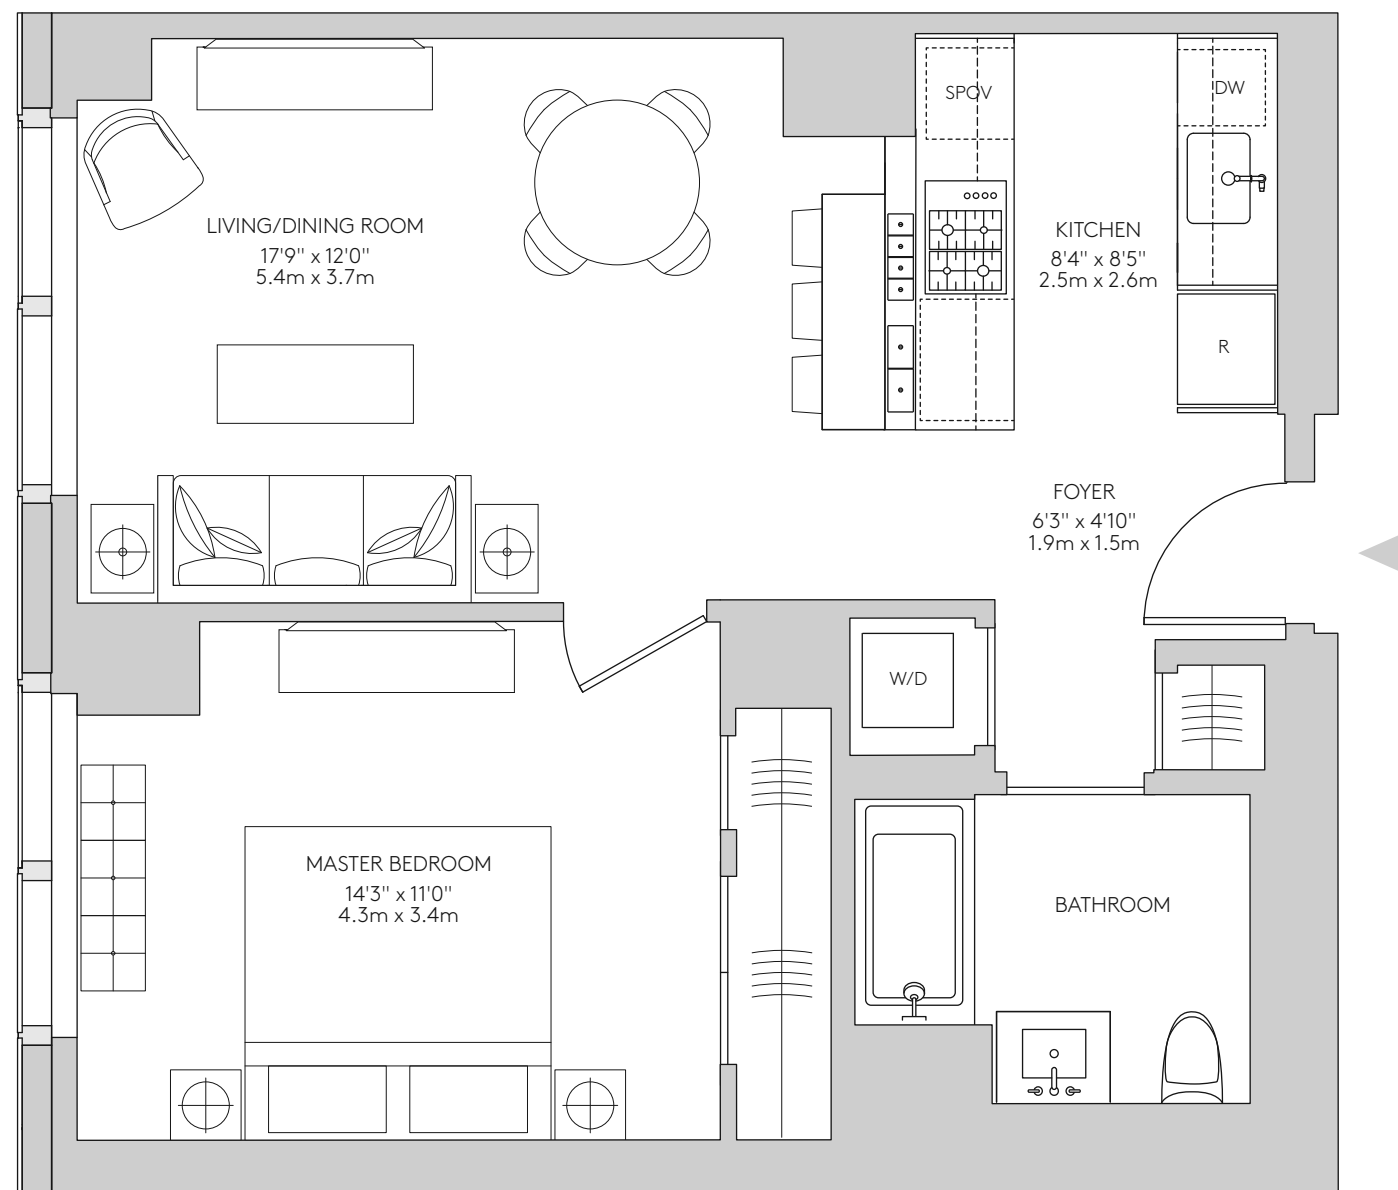 SPOV
DW
LIVING/DINING ROOM
17'9" x 12'0"
5.4m x 3.7m
KITCHEN
8'4" x 8'5"
2.5m x 2.6m
R
FOYER
6'3" x 4'10"
1.9m x 1.5m
W/D
MASTER BEDROOM
14'3" x 11'0"
4.3m x 3.4m
BATHROOM